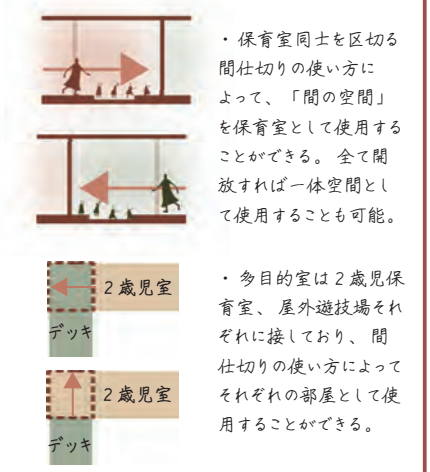 ・保育室同士を区切る
間仕切りの使い方に
よって、「間の空間」
を保育室として使用する
ことができる。全て開
放すれば一体空間とし
て使用することも可能。
2歳児室
デッキ
2歳児室
デッキ
・多目的室は2歳児保
育室、屋外遊技場それ
ぞれに接しており、間
仕切りの使い方によって
それぞれの部屋として使
用することができる。